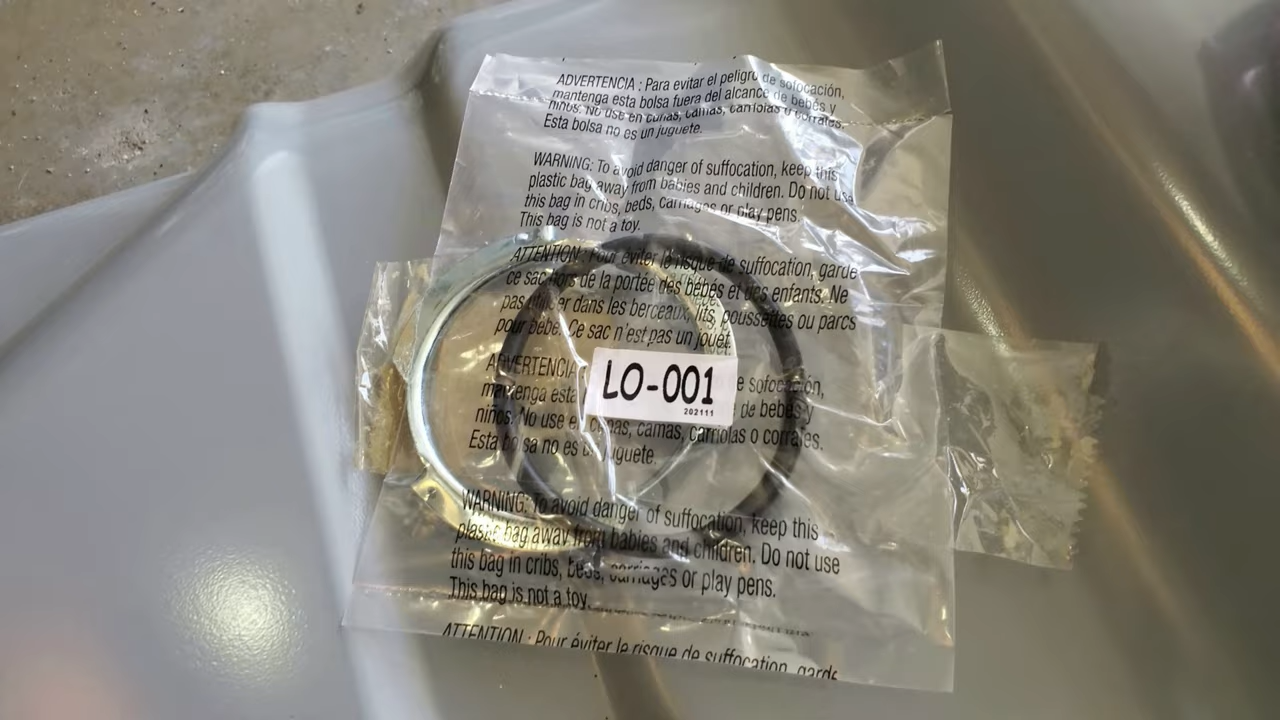 ADVERTENCIA : Para evitar el peligro de sofocación,
mantenga esta bolsa fuera del alcance de bebés y
niños. No use en cunas, camas, carriolas o corrales.
Esta bolsa no es un juguete.
WARNING: To avoid danger of suffocation, keep this
plastic bag away from babies and children. Do not use
this bag in cribs, beds, carriages or play pens.
This bag is not a toy.
ATTENTION : Pour éviter le risque de suffocation, garde
ce sac hors de la portée des bébés et des enfants. Ne
pas utiliser dans les berceaux, lits, poussettes ou parcs
pour bébé. Ce sac n'est pas un jouet.
ADVERTENCIA
mantenga esta
niños. No use en cunas, camas, carriolas o corrales.
Esta bolsa no es un juguete.
LO-001
202111
de sofocación,
de bebés y
WARNING: To avoid danger of suffocation, keep this
plastic bag away from babies and children. Do not use
this bag in cribs, beds, carriages or play pens.
This bag is not a toy.
ATTENTION : Pour éviter le risque de suffocation, garde